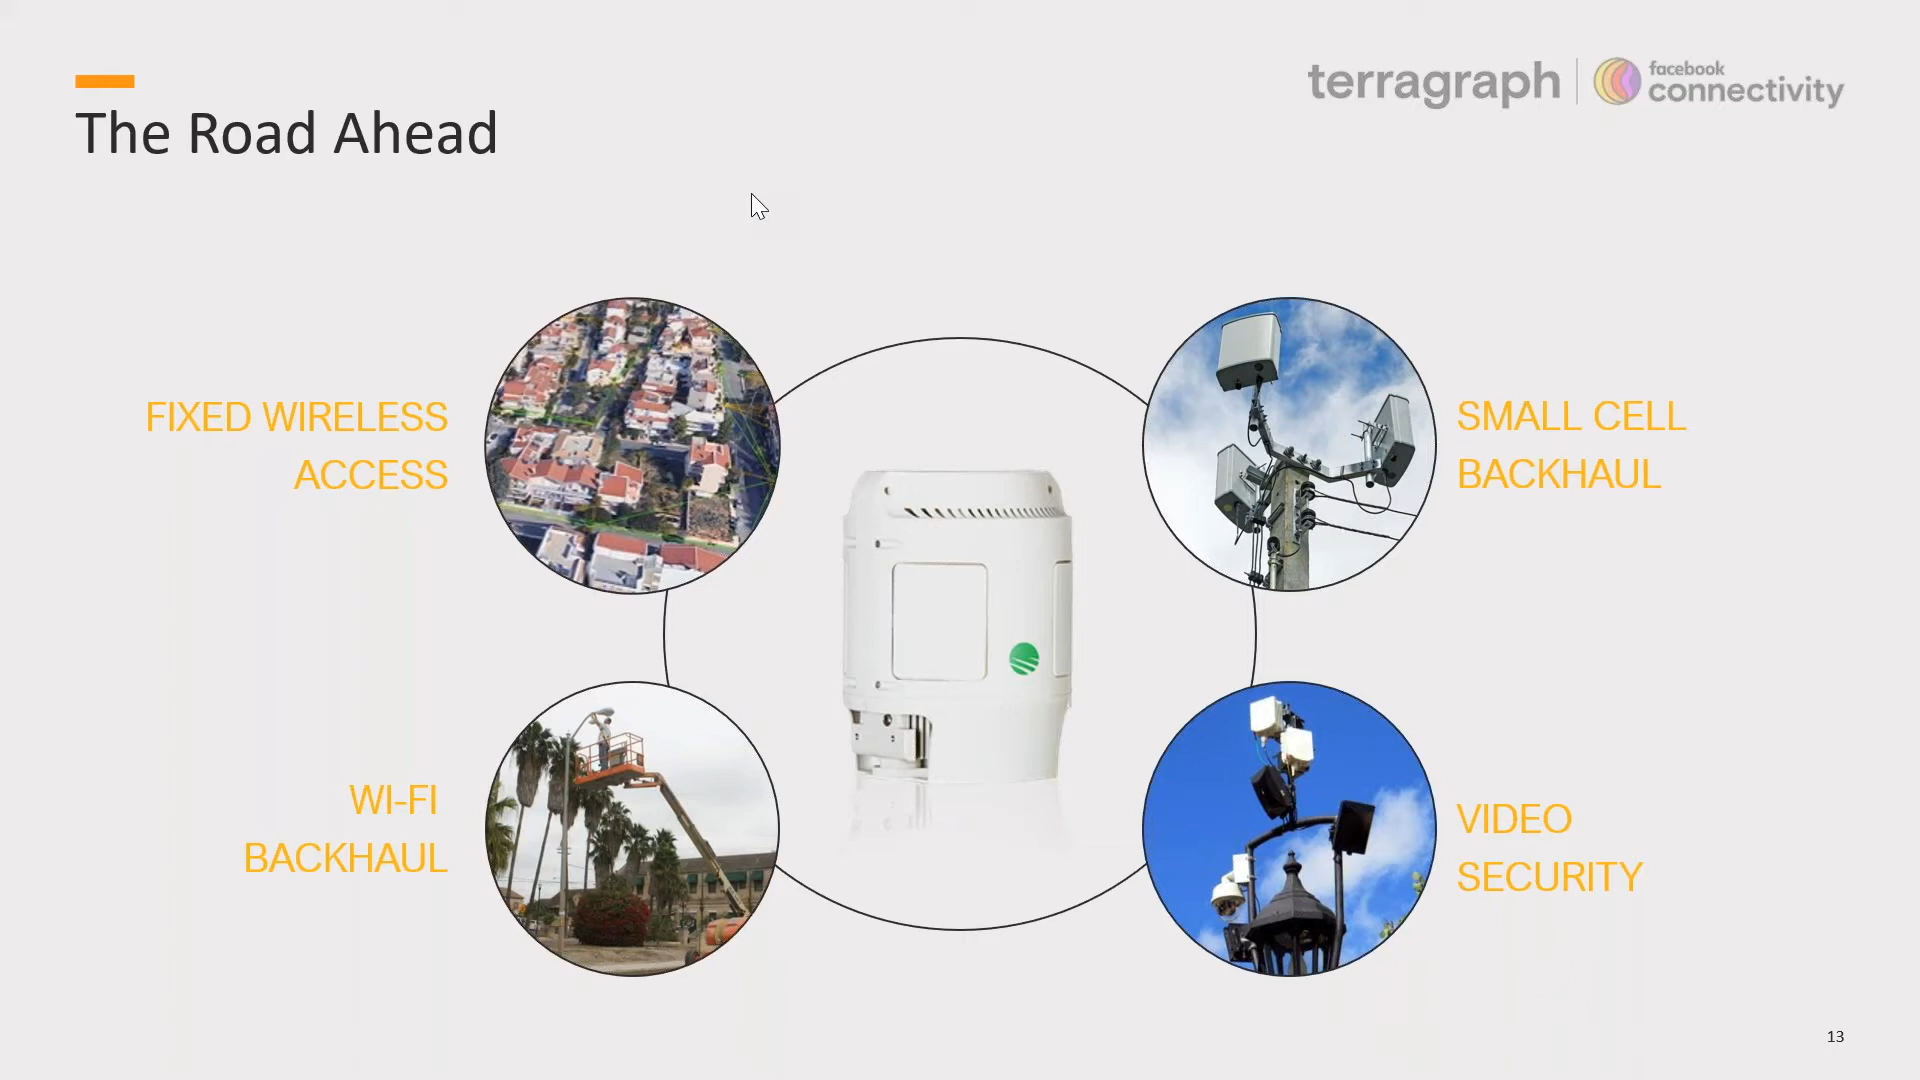 The Road Ahead
terragraph
facebook
connectivity
FIXED WIRELESS
ACCESS
SMALL CELL
BACKHAUL
WI-FI
BACKHAUL
VIDEO
SECURITY
13